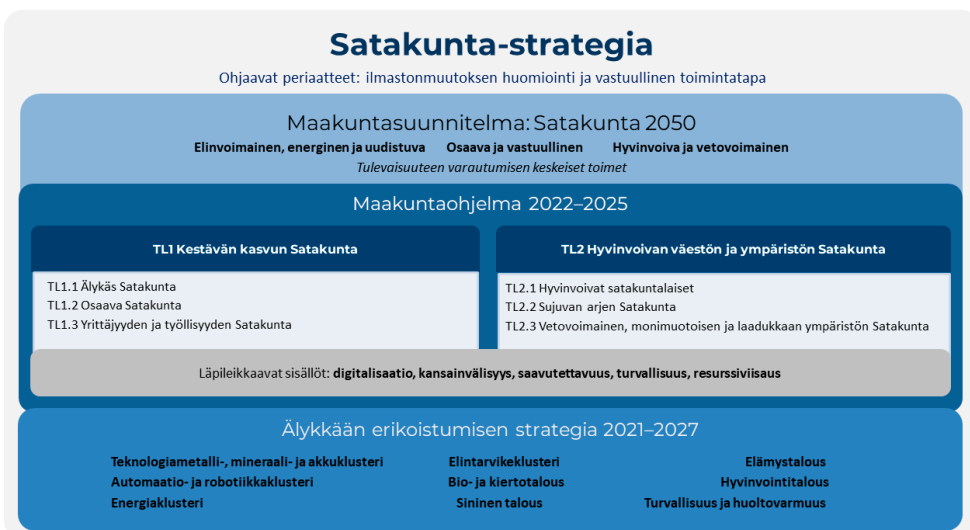 Satakunta-strategia
Ohjaavat periaatteet: ilmastonmuutoksen huomiointi ja vastuullinen toimintatapa
Maakuntasuunnitelma: Satakunta 2050
Elinvoimainen, energinen ja uudistuva Osaava ja vastuullinen Hyvinvoiva ja vetovoimainen
Tulevaisuuteen varautumisen keskeiset toimet
Maakuntaohjelma 2022–2025
TL1 Kestävän kasvun Satakunta
TL1.1 Älykäs Satakunta
TL1.2 Osaava Satakunta
TL1.3 Yrittäjyyden ja työllisyyden Satakunta
TL2 Hyvinvoivan väestön ja ympäristön Satakunta
TL2.1 Hyvinvoivat satakuntalaiset
TL2.2 Sujuvan arjen Satakunta
TL2.3 Vetovoimainen, monimuotoisen ja laadukkaan ympäristön Satakunta
Läpileikkaavat sisällöt: digitalisaatio, kansainvälisyys, saavutettavuus, turvallisuus, resurssiviisaus
Älykkään erikoistumisen strategia 2021–2027
Teknologiametalli-, mineraali- ja akkuklusteri
Automaatio- ja robotiikkaklusteri
Energiaklusteri
Elintarvikeklusteri
Bio- ja kiertotalous
Sininen talous
Elämystalous
Hyvinvointitalous
Turvallisuus ja huoltovarmuus